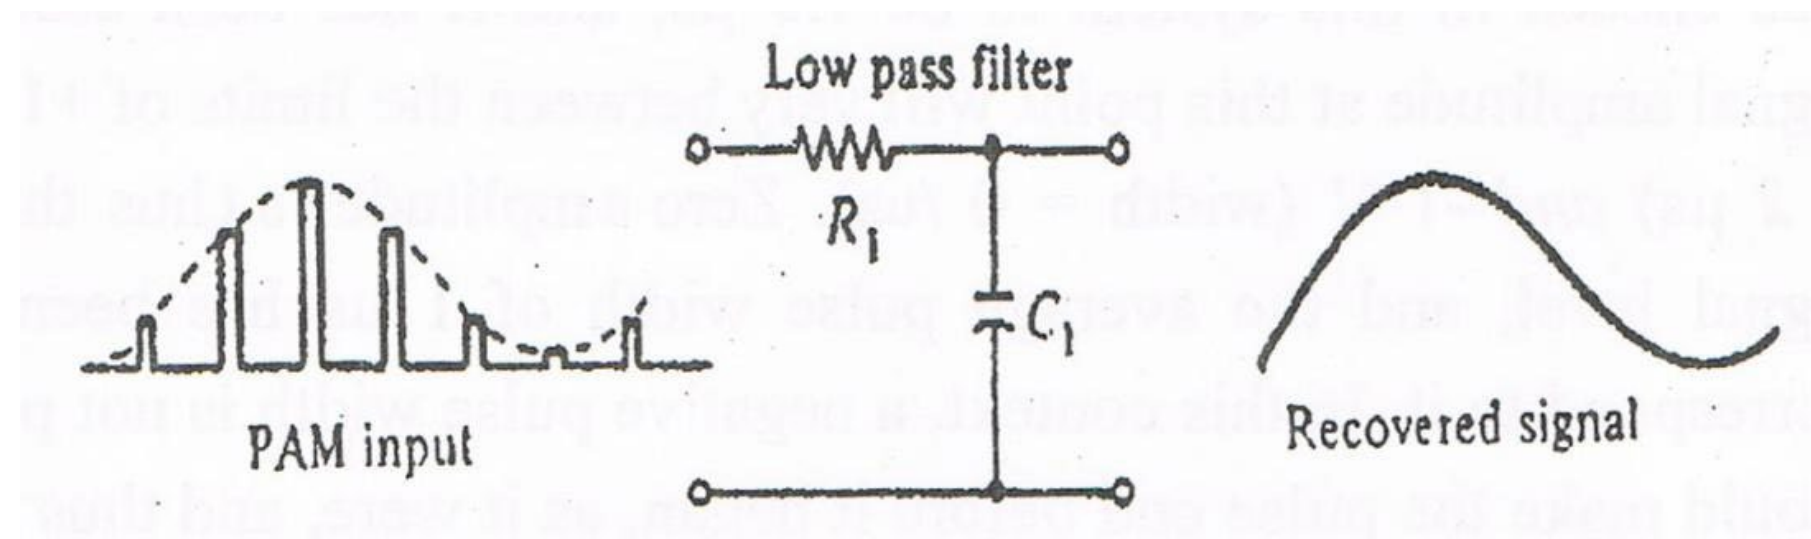 Low pass filter
R1
C1
PAM input
Recovered signal